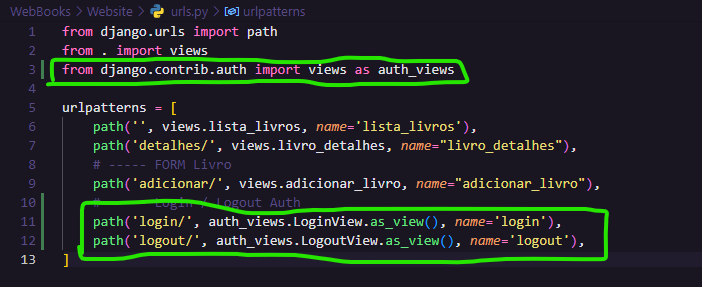 WebBooks > Website > urls.py > urlpatterns
1 from django.urls import path
2 from . import views
3 from django.contrib.auth import views as auth_views
4
5 urlpatterns = [
6 path('', views.lista_livros, name='lista_livros'),
7 path('detalhes/', views.livro_detalhes, name="livro_detalhes"),
8 # ----- FORM Livro
9 path('adicionar/', views.adicionar_livro, name="adicionar_livro"),
10 # Login / Logout Auth
11 path('login/', auth_views.LoginView.as_view(), name='login'),
12 path('logout/', auth_views.LogoutView.as_view(), name='logout'),
13 ]